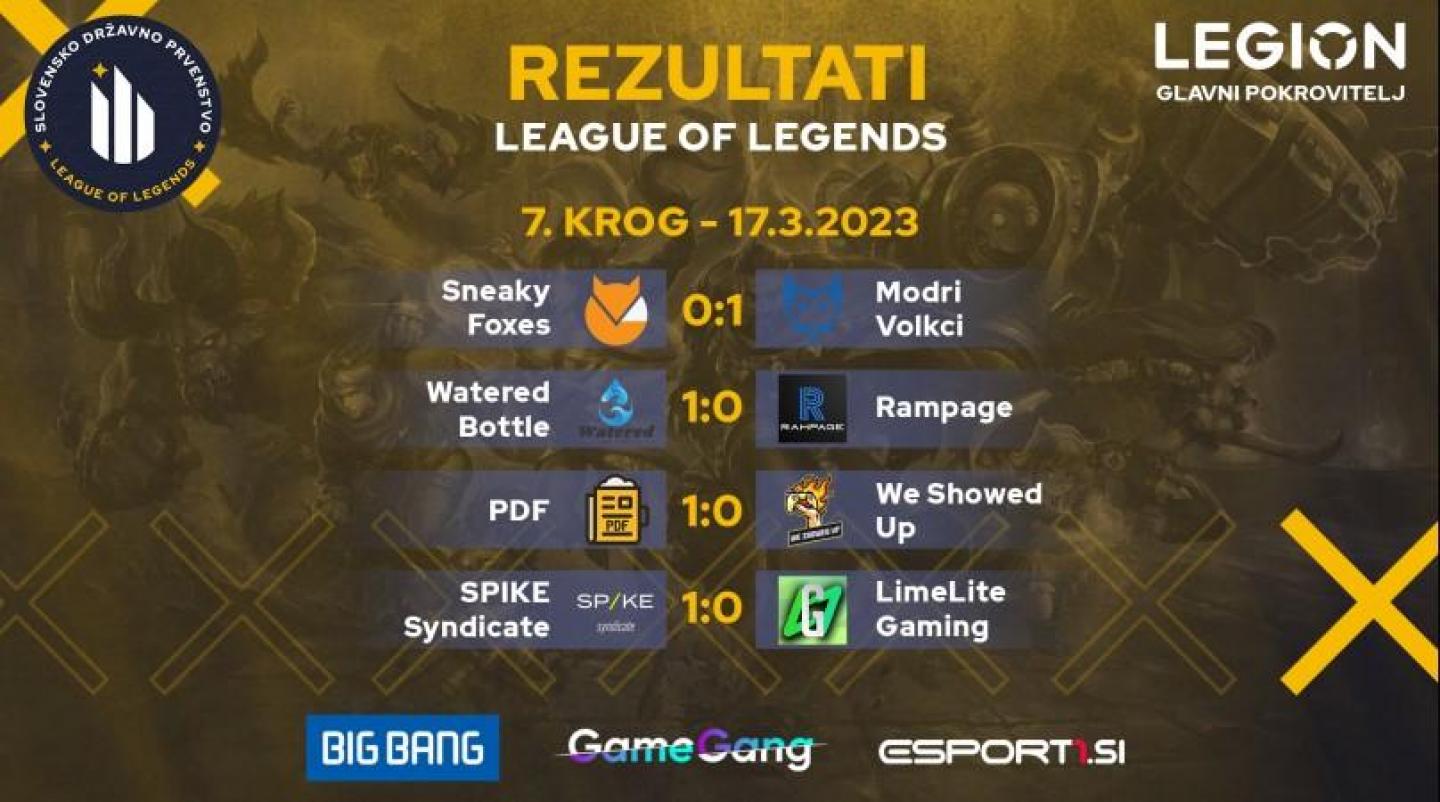 SLOVENSKO DRŽAVNO PRVENSTVO
LEAGUE OF LEGENDS
REZULTATI
LEAGUE OF LEGENDS
LEGION
GLAVNI POKROVITELJ
7. KROG - 17.3.2023
Sneaky
Foxes
0:1
Modri
Volkci
Watered
Bottle
Watered
1:0
R
RAMPAGE
Rampage
PDF
PDF
1:0
WE SHOWED UP
We Showed
Up
SPIKE
Syndicate
SP/KE
syndicate
1:0
G
LimeLite
Gaming
BIG BANG
GameGang
ESPORT1.SI